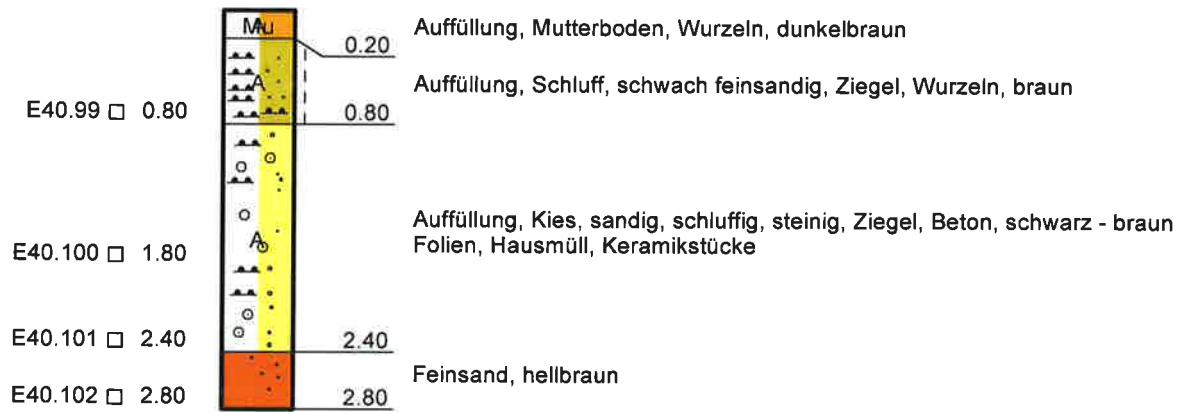 Mu
A
Auffüllung, Mutterboden, Wurzeln, dunkelbraun
0.20
A
Auffüllung, Schluff, schwach feinsandig, Ziegel, Wurzeln, braun
E40.99 0.80
0.80
A
Auffüllung, Kies, sandig, schluffig, steinig, Ziegel, Beton, schwarz - braun
Folien, Hausmüll, Keramikstücke
E40.100 1.80
E40.101 2.40
2.40
Feinsand, hellbraun
E40.102 2.80
2.80